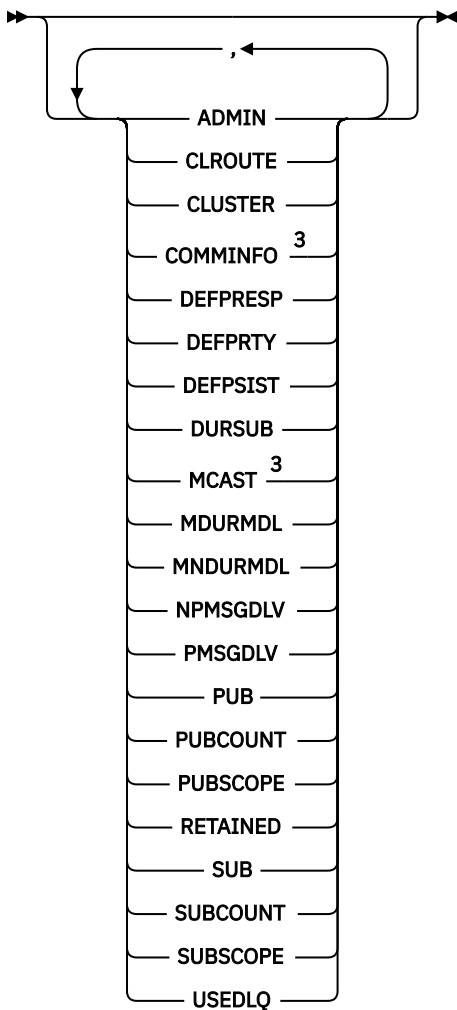 ,
ADMIN
CLROUTE
CLUSTER
COMMINFO 3
DEFPRESP
DEFPRTY
DEFPSIST
DURSUB
MCAST 3
MDURMDL
MNDURMDL
NPMSGDLV
PMSGDLV
PUB
PUBCOUNT
PUBSCOPE
RETAINED
SUB
SUBCOUNT
SUBSCOPE
USEDLQ